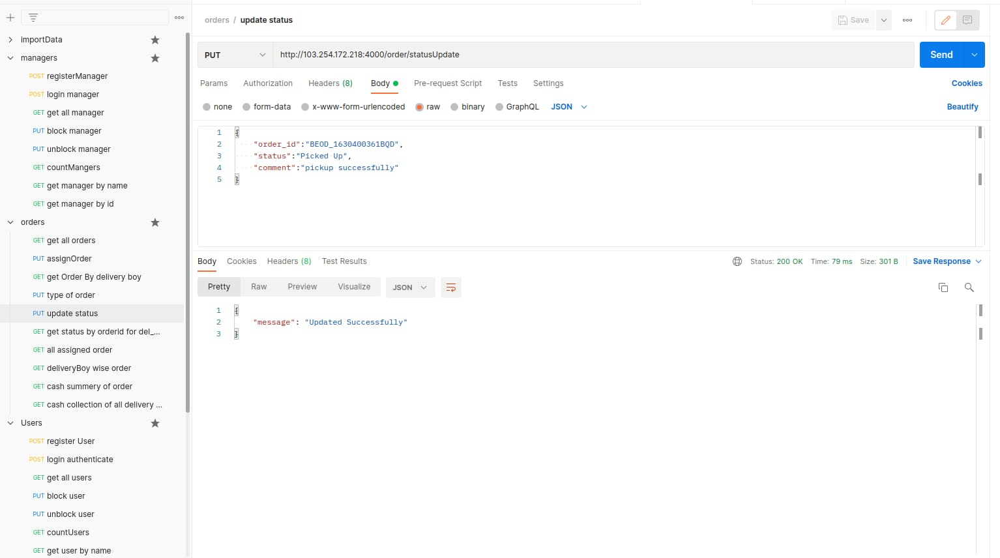 importData
managers
POST registerManager
POST login manager
GET get all manager
PUT block manager
PUT unblock manager
GET countMangers
GET get manager by name
GET get manager by id
orders
GET get all orders
PUT assignOrder
GET get Order By delivery boy
PUT type of order
PUT update status
GET get status by orderid for del_...
GET all assigned order
GET deliveryBoy wise order
GET cash summery of order
GET cash collection of all delivery ...
Users
POST register User
POST login authenticate
GET get all users
PUT block user
PUT unblock user
GET countUsers
GET get user by name
orders / update status
Save
PUT http://103.254.172.218:4000/order/statusUpdate Send
Params Authorization Headers (8) Body Pre-request Script Tests Settings Cookies
none form-data x-www-form-urlencoded raw binary GraphQL JSON Beautify
1 {
2 "order_id":"BEOD_1630400361BQD",
3 "status":"Picked Up",
4 "comment":"pickup successfully"
5 }
Body Cookies Headers (8) Test Results Status: 200 OK Time: 79 ms Size: 301 B Save Response
Pretty Raw Preview Visualize JSON
1 {
2 "message": "Updated Successfully"
3 }